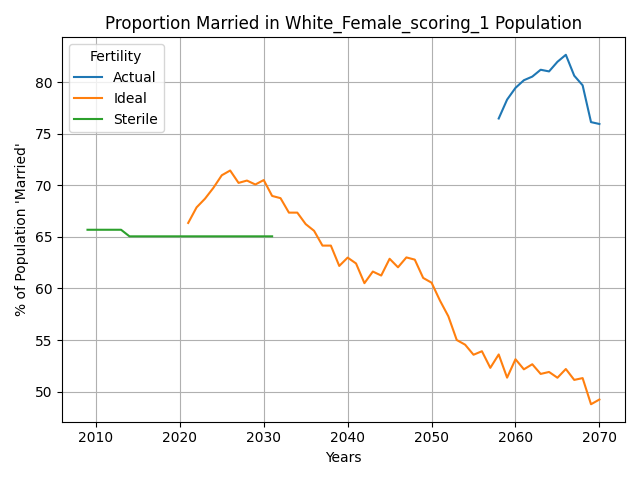 Proportion Married in White_Female_scoring_1 Population
Fertility
Actual
Ideal
Sterile
% of Population 'Married'
80
75
70
65
60
55
50
2010 2020 2030 2040 2050 2060 2070
Years